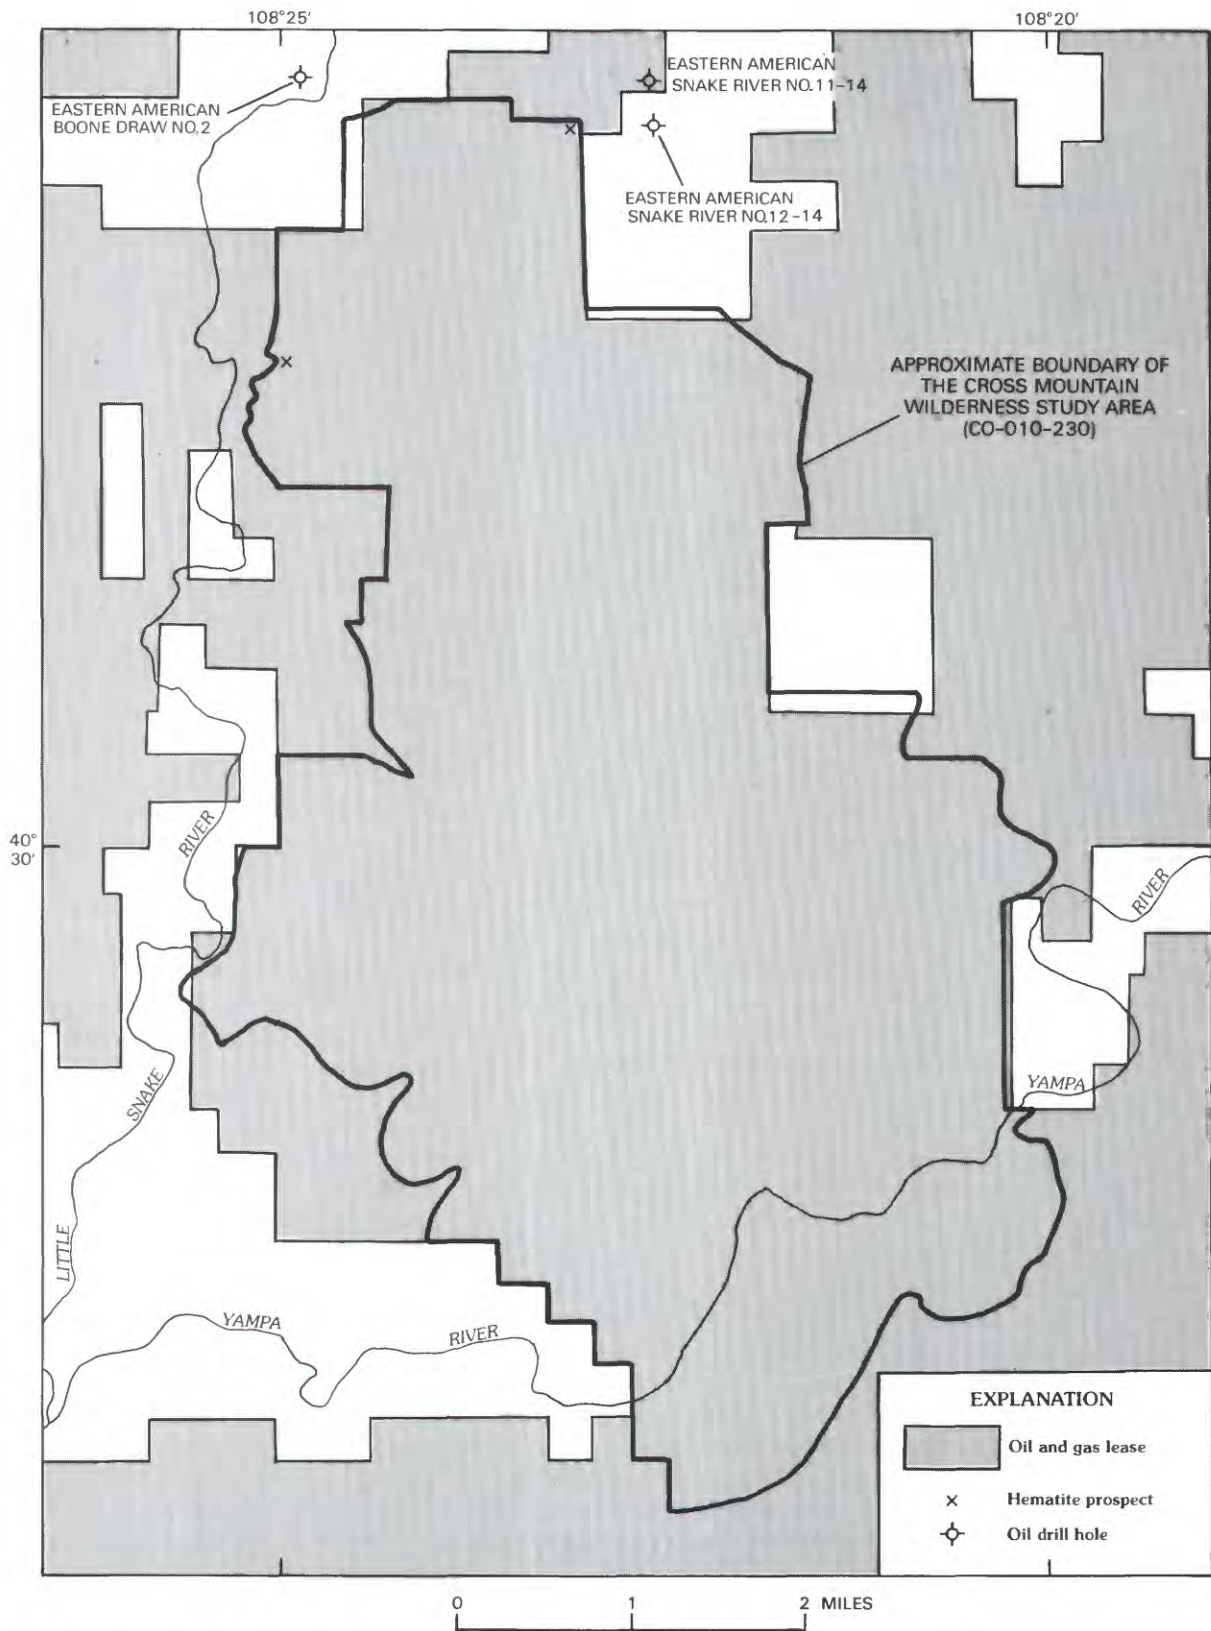 108°25'
108°20'
EASTERN AMERICAN
BOONE DRAW NO.2
EASTERN AMERICAN
SNAKE RIVER NO.11-14
EASTERN AMERICAN
SNAKE RIVER NO.12-14
APPROXIMATE BOUNDARY OF
THE CROSS MOUNTAIN
WILDERNESS STUDY AREA
(CO-010-230)
40°
30'
RIVER
RIVER
SNAKE
YAMPA
LITTLE
YAMPA
RIVER
EXPLANATION
Oil and gas lease
Hematite prospect
Oil drill hole
0 1 2 MILES